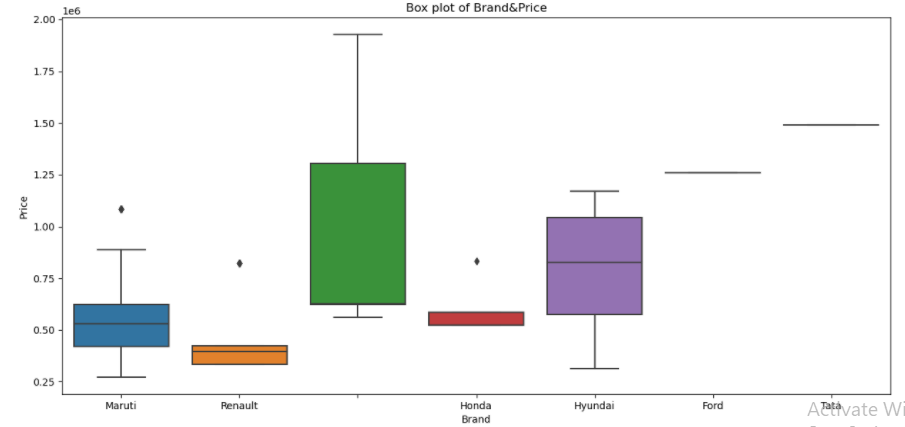 Box plot of Brand&Price
1e6
2.00
1.75
1.50
1.25
1.00
0.75
0.50
0.25
Price
Maruti Renault Honda Hyundai Ford Tata
Brand
Activate Wi